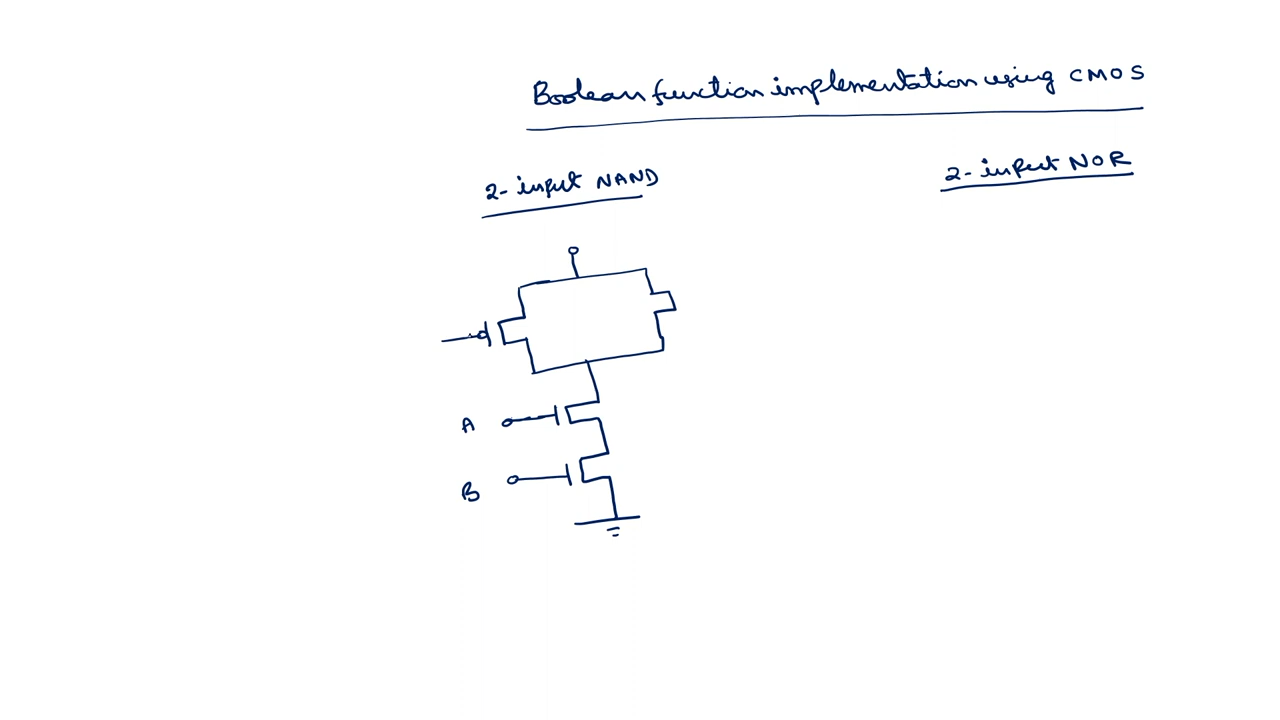 Boolean function implementation using CMOS
2- input NAND
2- input NOR
A
B